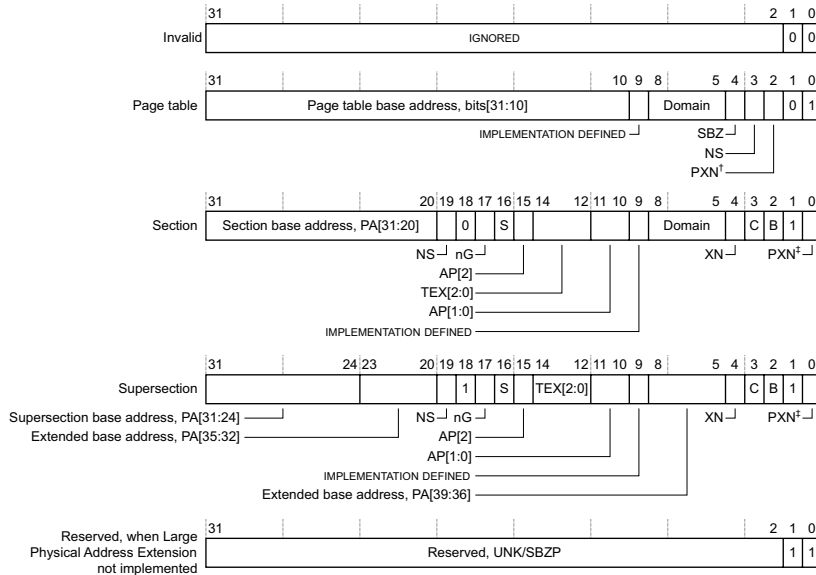 31 2 1 0
Invalid IGNORED 0 0
31 10 9 8 5 4 3 2 1 0
Page table Page table base address, bits[31:10] Domain 0 1
IMPLEMENTATION DEFINED SBZ
NS
PXN†
31 20 19 18 17 16 15 14 12 11 10 9 8 5 4 3 2 1 0
Section Section base address, PA[31:20] 0 S Domain C B 1
NS nG XN PXN‡
AP[2]
TEX[2:0]
AP[1:0]
IMPLEMENTATION DEFINED
31 24 23 20 19 18 17 16 15 14 12 11 10 9 8 5 4 3 2 1 0
Supersection 1 S TEX[2:0] C B 1
Supersection base address, PA[31:24] NS nG XN PXN‡
Extended base address, PA[35:32] AP[2]
AP[1:0]
IMPLEMENTATION DEFINED
Extended base address, PA[39:36]
31 2 1 0
Reserved, when Large
Physical Address Extension Reserved, UNK/SBZP 1 1
not implemented